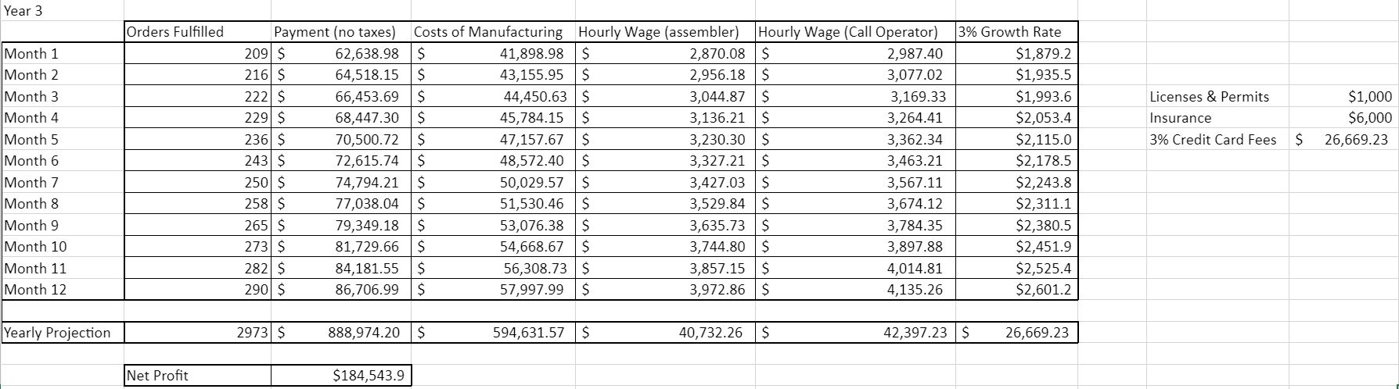 Year 3
Orders Fulfilled Payment (no taxes) Costs of Manufacturing Hourly Wage (assembler) Hourly Wage (Call Operator) 3% Growth Rate
Month 1 209 $ 62,638.98 $ 41,898.98 $ 2,870.08 $ 2,987.40 $1,879.2
Month 2 216 $ 64,518.15 $ 43,155.95 $ 2,956.18 $ 3,077.02 $1,935.5
Month 3 222 $ 66,453.69 $ 44,450.63 $ 3,044.87 $ 3,169.33 $1,993.6 Licenses & Permits $1,000
Month 4 229 $ 68,447.30 $ 45,784.15 $ 3,136.21 $ 3,264.41 $2,053.4 Insurance $6,000
Month 5 236 $ 70,500.72 $ 47,157.67 $ 3,230.30 $ 3,362.34 $2,115.0 3% Credit Card Fees $ 26,669.23
Month 6 243 $ 72,615.74 $ 48,572.40 $ 3,327.21 $ 3,463.21 $2,178.5
Month 7 250 $ 74,794.21 $ 50,029.57 $ 3,427.03 $ 3,567.11 $2,243.8
Month 8 258 $ 77,038.04 $ 51,530.46 $ 3,529.84 $ 3,674.12 $2,311.1
Month 9 265 $ 79,349.18 $ 53,076.38 $ 3,635.73 $ 3,784.35 $2,380.5
Month 10 273 $ 81,729.66 $ 54,668.67 $ 3,744.80 $ 3,897.88 $2,451.9
Month 11 282 $ 84,181.55 $ 56,308.73 $ 3,857.15 $ 4,014.81 $2,525.4
Month 12 290 $ 86,706.99 $ 57,997.99 $ 3,972.86 $ 4,135.26 $2,601.2
Yearly Projection 2973 $ 888,974.20 $ 594,631.57 $ 40,732.26 $ 42,397.23 $ 26,669.23
Net Profit $184,543.9